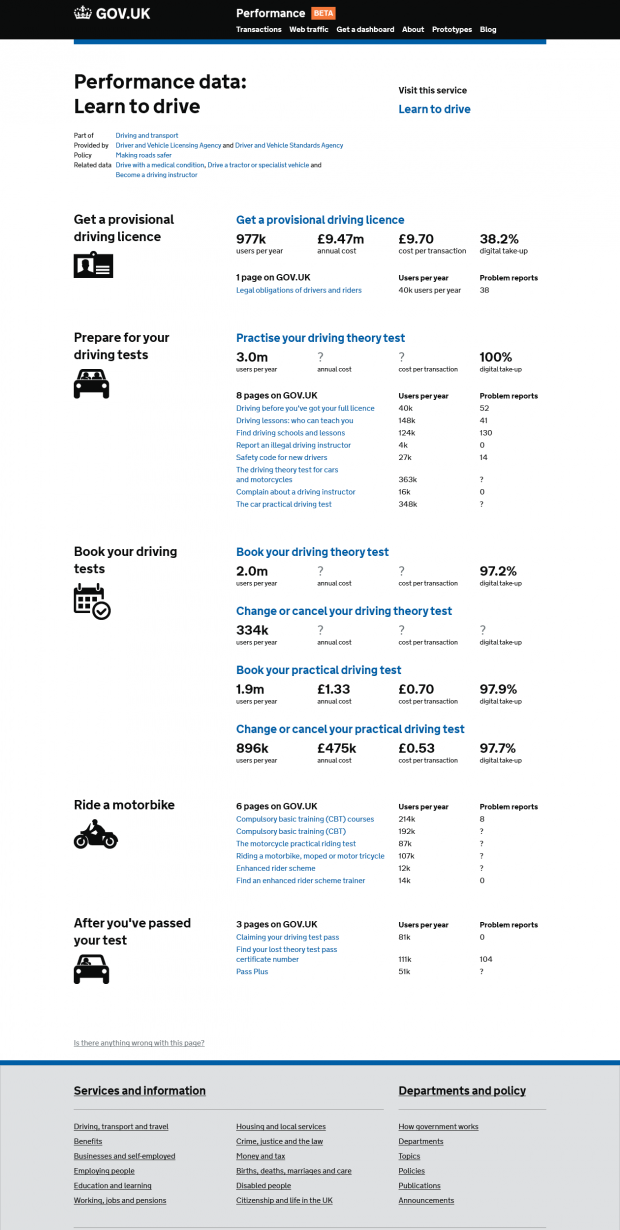 GOV.UK
Performance BETA
Transactions Web traffic Get a dashboard About Prototypes Blog
Performance data:
Learn to drive
Visit this service
Learn to drive
Part of Driving and transport
Provided by Driver and Vehicle Licensing Agency and Driver and Vehicle Standards Agency
Policy Making roads safer
Related data Drive with a medical condition, Drive a tractor or specialist vehicle and
Become a driving instructor
Get a provisional
driving licence
Get a provisional driving licence
977k £9.47m £9.70 38.2%
users per year annual cost cost per transaction digital take-up
1 page on GOV.UK Users per year Problem reports
Legal obligations of drivers and riders 40k users per year 38
Prepare for your
driving tests
Practise your driving theory test
3.0m ? ? 100%
users per year annual cost cost per transaction digital take-up
8 pages on GOV.UK Users per year Problem reports
Driving before you've got your full licence 40k 52
Driving lessons: who can teach you 148k 41
Find driving schools and lessons 124k 130
Report an illegal driving instructor 4k 0
Safety code for new drivers 27k 14
The driving theory test for cars
and motorcycles 363k ?
Complain about a driving instructor 16k 0
The car practical driving test 348k ?
Book your driving
tests
Book your driving theory test
2.0m ? ? 97.2%
users per year annual cost cost per transaction digital take-up
Change or cancel your driving theory test
334k ? ? ?
users per year annual cost cost per transaction digital take-up
Book your practical driving test
1.9m £1.33 £0.70 97.9%
users per year annual cost cost per transaction digital take-up
Change or cancel your practical driving test
896k £475k £0.53 97.7%
users per year annual cost cost per transaction digital take-up
Ride a motorbike
6 pages on GOV.UK Users per year Problem reports
Compulsory basic training (CBT) courses 214k 8
Compulsory basic training (CBT) 192k ?
The motorcycle practical riding test 87k ?
Riding a motorbike, moped or motor tricycle 107k ?
Enhanced rider scheme 12k ?
Find an enhanced rider scheme trainer 14k 0
After you've passed
your test
3 pages on GOV.UK Users per year Problem reports
Claiming your driving test pass 81k 0
Find your lost theory test pass
certificate number 111k 104
Pass Plus 51k ?
Is there anything wrong with this page?
Services and information
Departments and policy
Driving, transport and travel Housing and local services How government works
Benefits Crime, justice and the law Departments
Businesses and self-employed Money and tax Topics
Employing people Births, deaths, marriages and care Policies
Education and learning Disabled people Publications
Working, jobs and pensions Citizenship and life in the UK Announcements